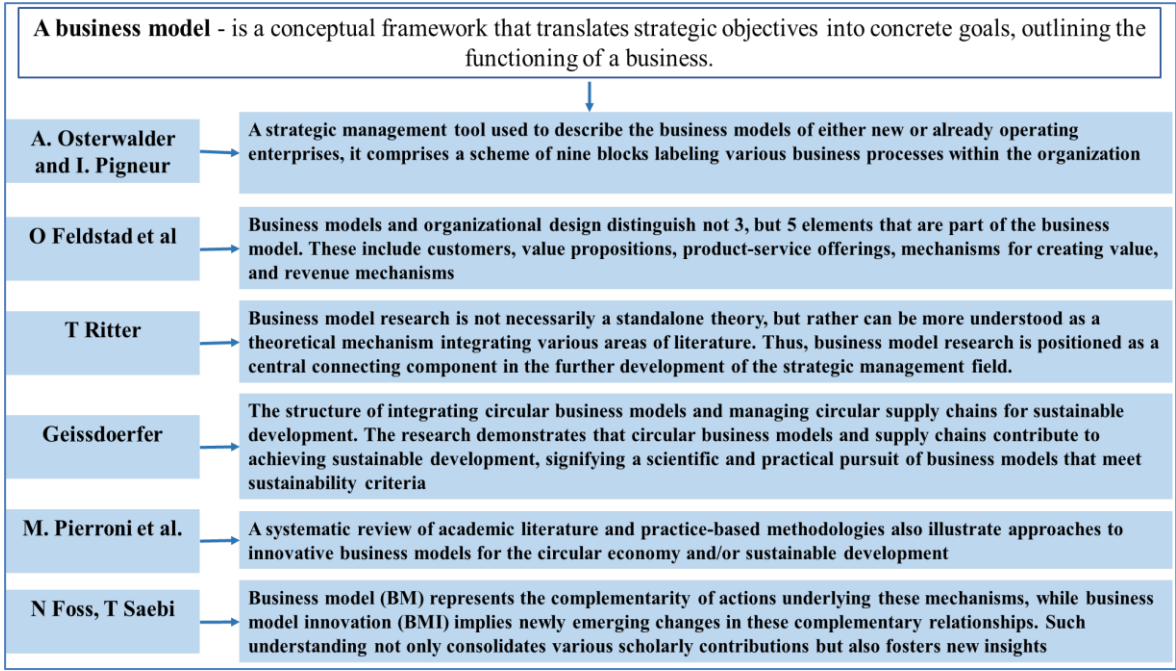 A business model - is a conceptual framework that translates strategic objectives into concrete goals, outlining the
functioning of a business.
A. Osterwalder
and I. Pigneur
A strategic management tool used to describe the business models of either new or already operating
enterprises, it comprises a scheme of nine blocks labeling various business processes within the organization
O Feldstad et al
Business models and organizational design distinguish not 3, but 5 elements that are part of the business
model. These include customers, value propositions, product-service offerings, mechanisms for creating value,
and revenue mechanisms
T Ritter
Business model research is not necessarily a standalone theory, but rather can be more understood as a
theoretical mechanism integrating various areas of literature. Thus, business model research is positioned as a
central connecting component in the further development of the strategic management field.
Geissdoerfer
The structure of integrating circular business models and managing circular supply chains for sustainable
development. The research demonstrates that circular business models and supply chains contribute to
achieving sustainable development, signifying a scientific and practical pursuit of business models that meet
sustainability criteria
M. Pierroni et al.
A systematic review of academic literature and practice-based methodologies also illustrate approaches to
innovative business models for the circular economy and/or sustainable development
N Foss, T Saebi
Business model (BM) represents the complementarity of actions underlying these mechanisms, while business
model innovation (BMI) implies newly emerging changes in these complementary relationships. Such
understanding not only consolidates various scholarly contributions but also fosters new insights